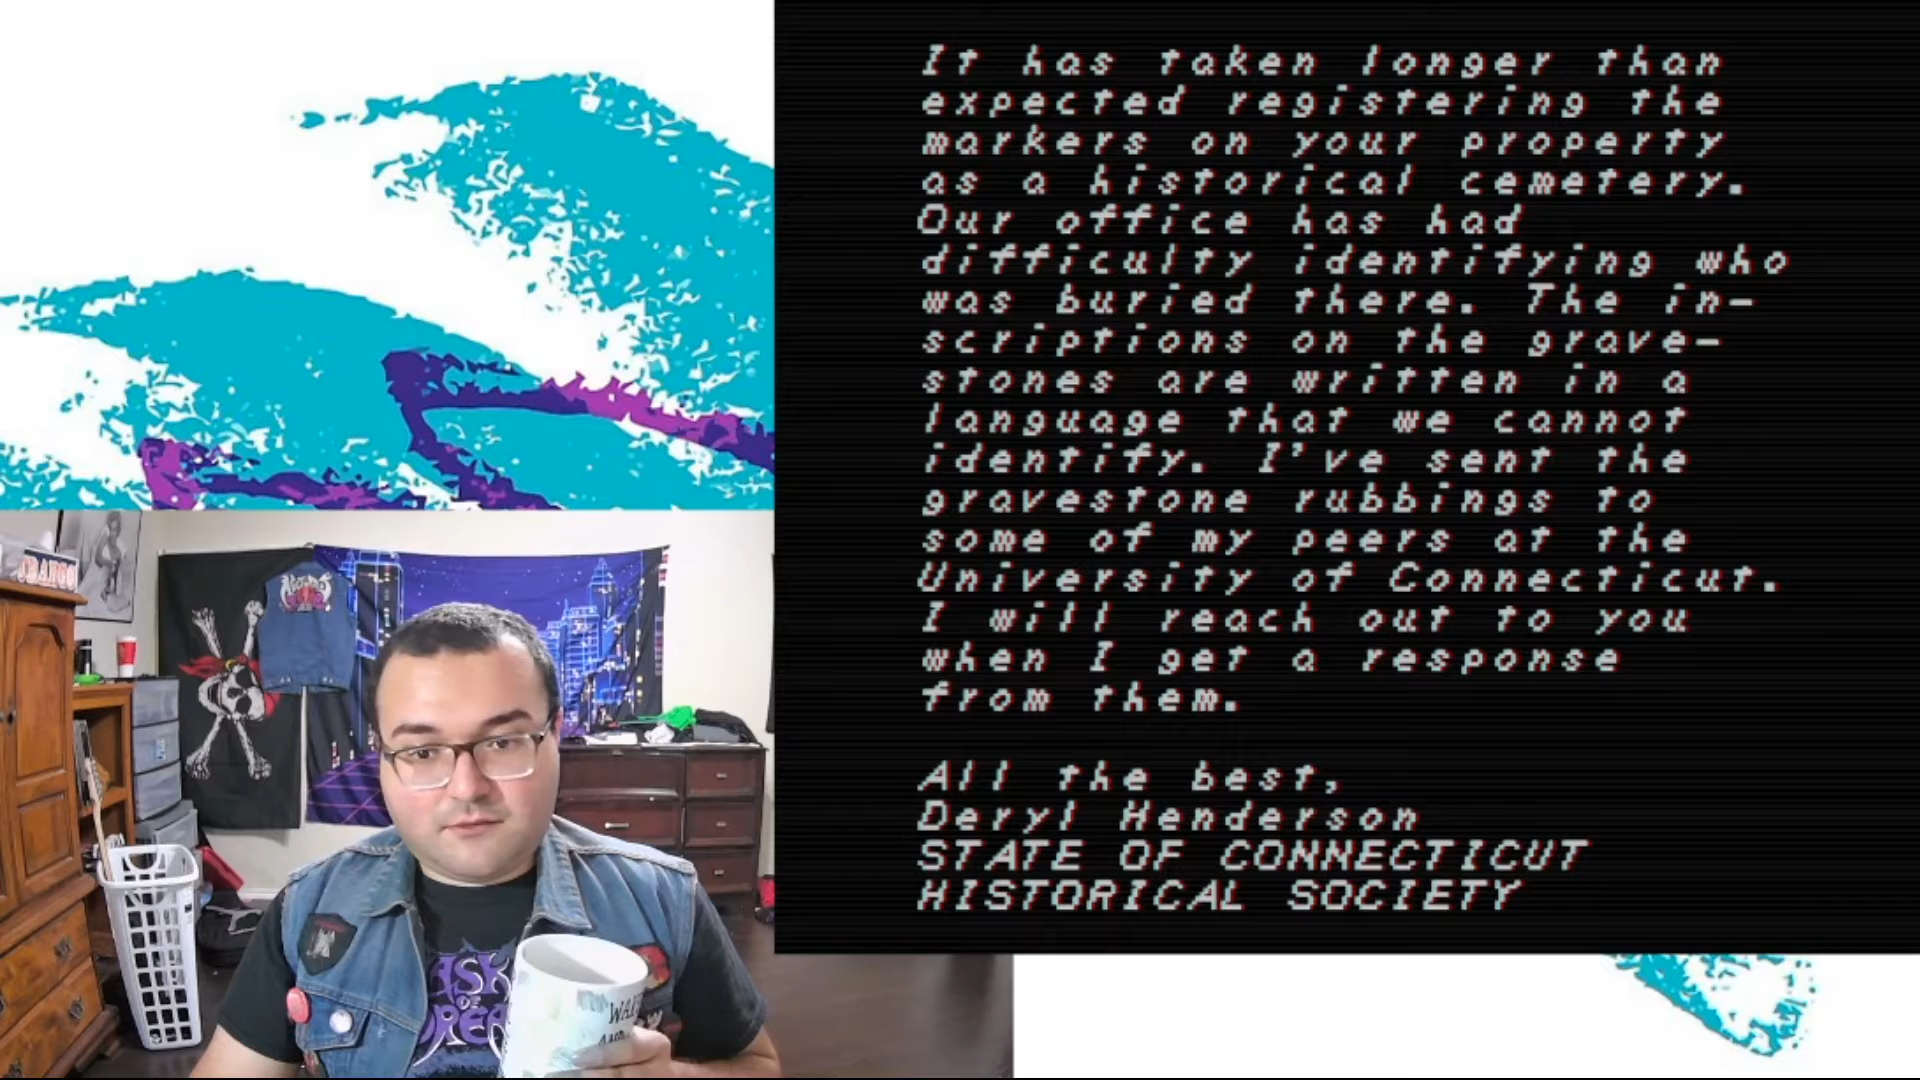 It has taken longer than
expected registering the
markers on your property
as a historical cemetery.
Our office has had
difficulty identifying who
was buried there. The in-
scriptions on the grave-
stones are written in a
language that we cannot
identify. I've sent the
gravestone rubbings to
some of my peers at the
University of Connecticut.
I will reach out to you
when I get a response
from them.
All the best,
Deryl Henderson
STATE OF CONNECTICUT
HISTORICAL SOCIETY